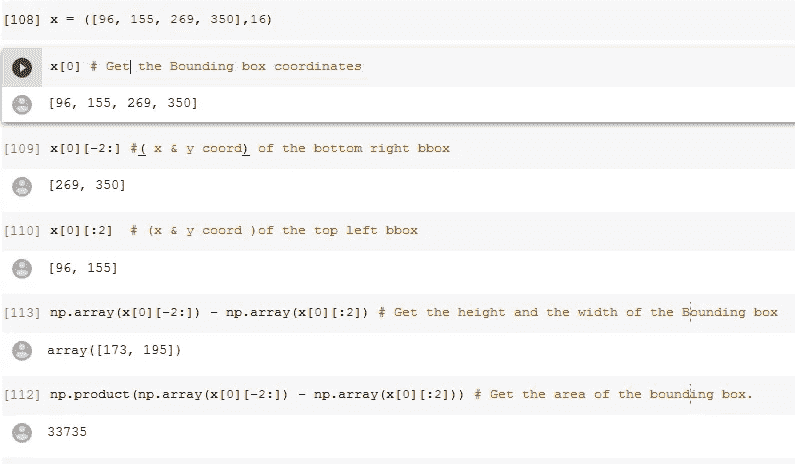 [108] x = ([96, 155, 269, 350],16)
x[0] # Get the Bounding box coordinates
[96, 155, 269, 350]
[109] x[0][-2:] #( x & y coord) of the bottom right bbox
[269, 350]
[110] x[0][:2]  # (x & y coord )of the top left bbox
[96, 155]
[113] np.array(x[0][-2:]) - np.array(x[0][:2]) # Get the height and the width of the Bounding box
array([173, 195])
[112] np.product(np.array(x[0][-2:]) - np.array(x[0][:2])) # Get the area of the bounding box.
33735